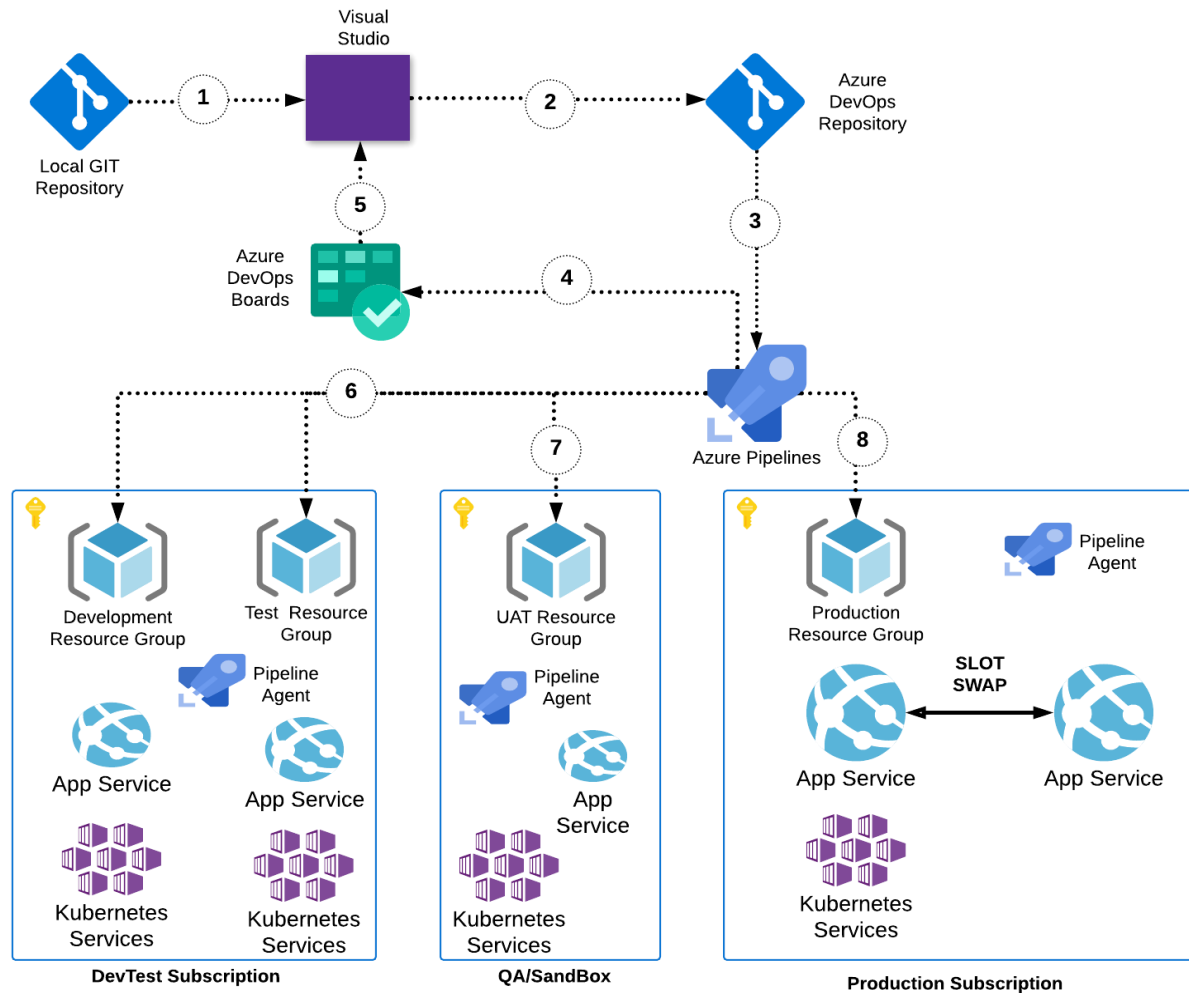 Visual
Studio
1
2
Azure
DevOps
Repository
Local GIT
Repository
5
3
Azure
DevOps
Boards
4
6
7
8
Azure Pipelines
Development
Resource Group
Test Resource
Group
UAT Resource
Group
Production
Resource Group
Pipeline
Agent
Pipeline
Agent
Pipeline
Agent
SLOT
SWAP
App Service
App Service
App
Service
App Service
App Service
Kubernetes
Services
Kubernetes
Services
Kubernetes
Services
Kubernetes
Services
DevTest Subscription
QA/SandBox
Production Subscription